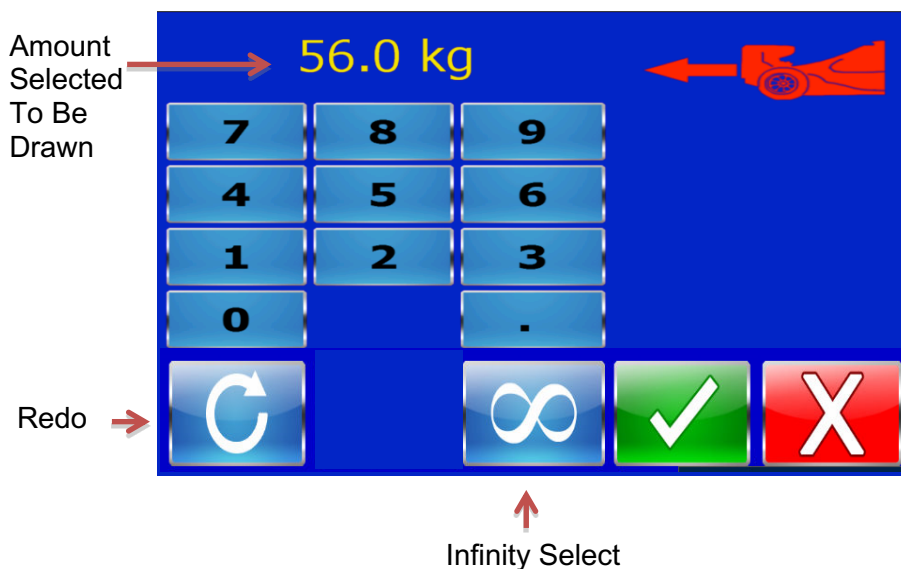 Amount
Selected
To Be
Drawn
56.0 kg
7 8 9
4 5 6
1 2 3
0 .
X
Redo
Infinity Select